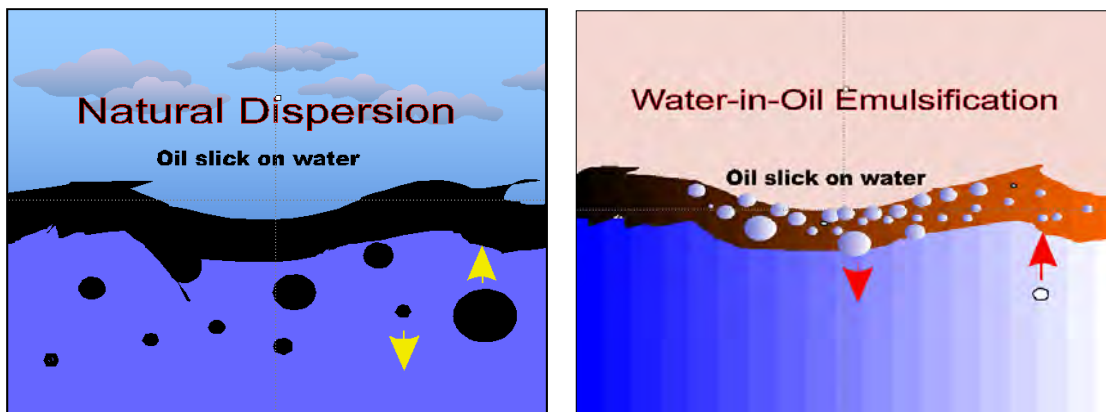 Natural Dispersion
Oil slick on water
Water-in-Oil Emulsification
Oil slick on water